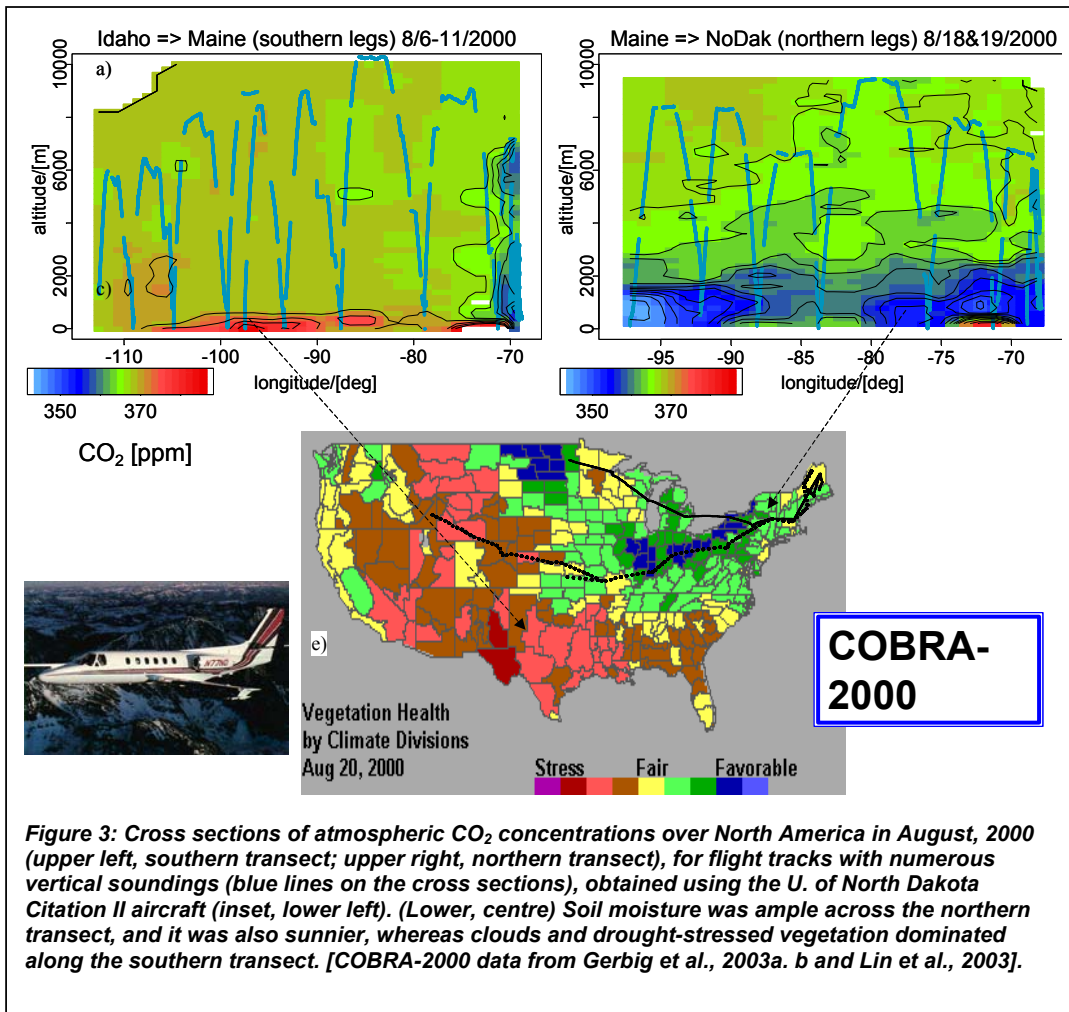 Idaho => Maine (southern legs) 8/6-11/2000
a)
c)
altitude/[m]
10000
6000
2000
0
-110 -100 -90 -80 -70
longitude/[deg]
350 370
Maine => NoDak (northern legs) 8/18&19/2000
altitude/[m]
10000
6000
2000
0
-95 -90 -85 -80 -75 -70
longitude/[deg]
350 370
CO₂ [ppm]
N77ND
e)
Vegetation Health
by Climate Divisions
Aug 20, 2000
Stress Fair Favorable
COBRA-
2000
Figure 3: Cross sections of atmospheric CO₂ concentrations over North America in August, 2000
(upper left, southern transect; upper right, northern transect), for flight tracks with numerous
vertical soundings (blue lines on the cross sections), obtained using the U. of North Dakota
Citation II aircraft (inset, lower left). (Lower, centre) Soil moisture was ample across the northern
transect, and it was also sunnier, whereas clouds and drought-stressed vegetation dominated
along the southern transect. [COBRA-2000 data from Gerbig et al., 2003a. b and Lin et al., 2003].